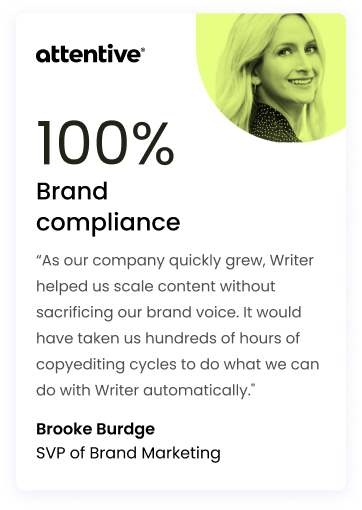 attentive®
100%
Brand
compliance
“As our company quickly grew, Writer
helped us scale content without
sacrificing our brand voice. It would
have taken us hundreds of hours of
copyediting cycles to do what we can
do with Writer automatically."
Brooke Burdge
SVP of Brand Marketing